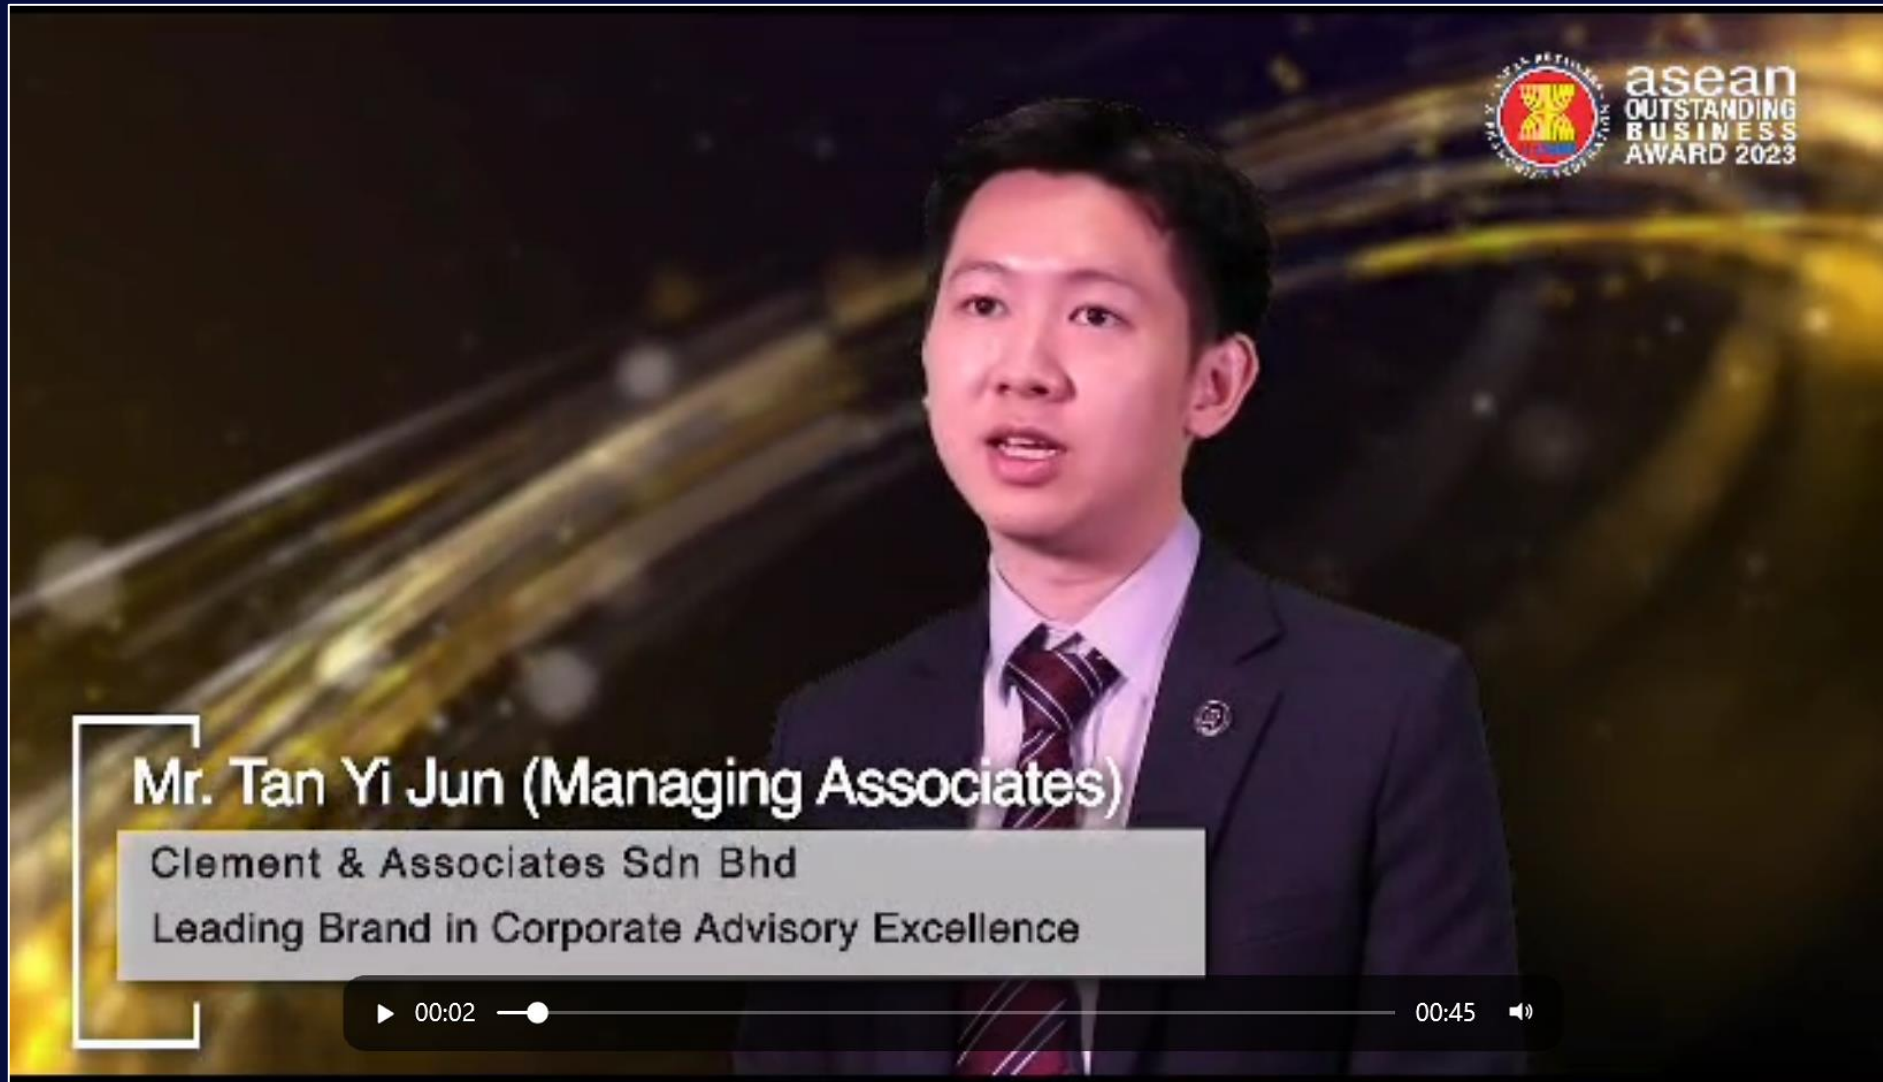 asean
OUTSTANDING
BUSINESS
AWARD 2023
Mr. Tan Yi Jun (Managing Associates)
Clement & Associates Sdn Bhd
Leading Brand in Corporate Advisory Excellence
00:02
00:45